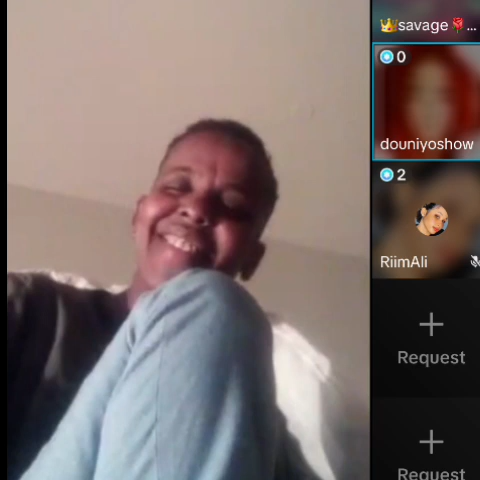 👑savage🌹...
0
douniyoshow
2
RiimAli
Request
Request